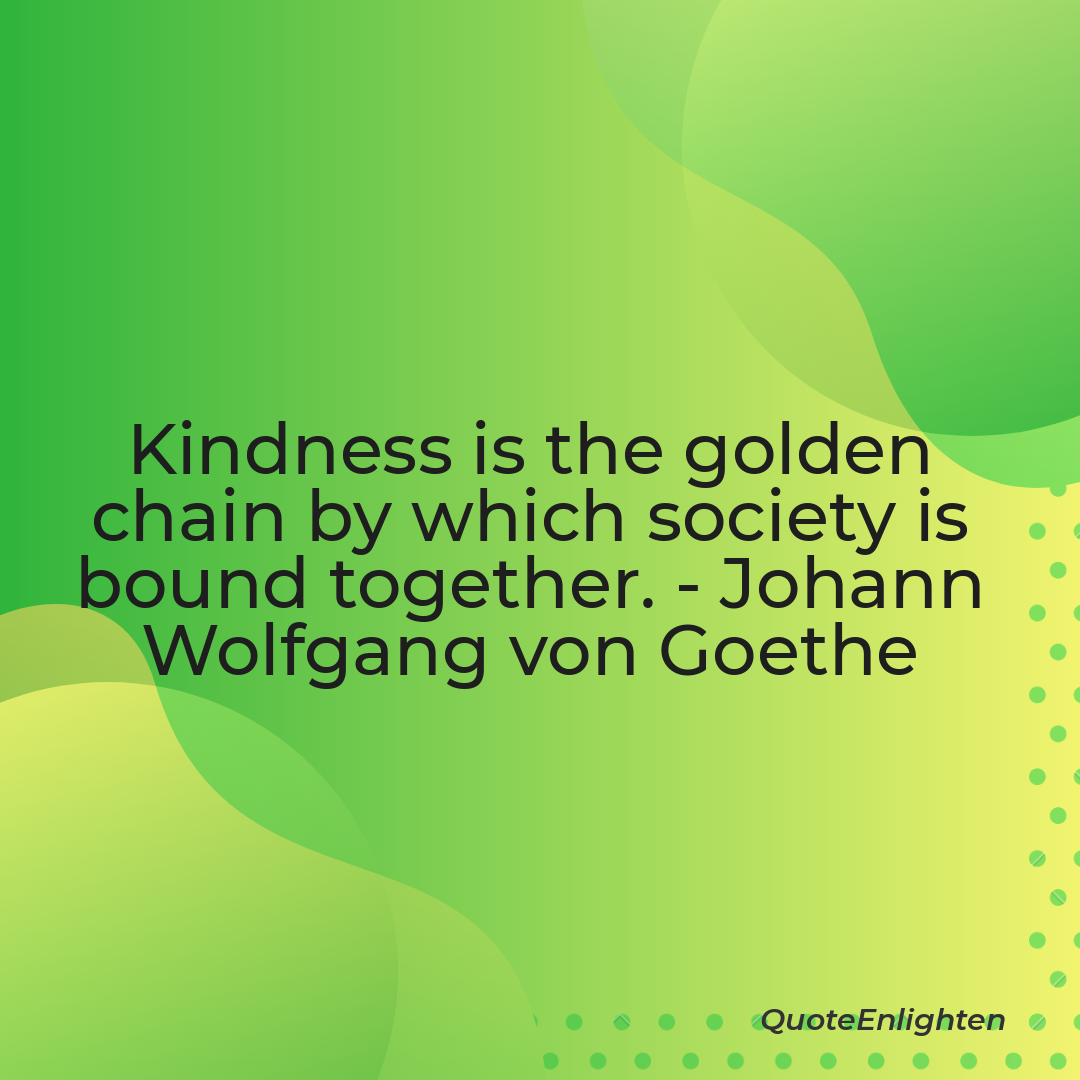 Kindness is the golden
chain by which society is
bound together. - Johann
Wolfgang von Goethe
QuoteEnlighten